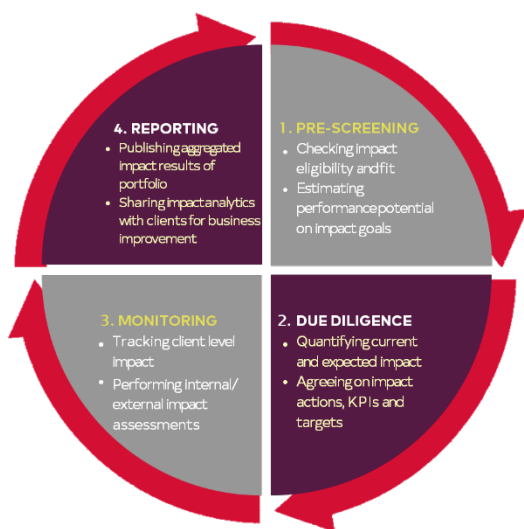 1. PRE-SCREENING
• Checking impact
eligibility and fit
• Estimating
performance potential
on impact goals
2. DUE DILIGENCE
• Quantifying current
and expected impact
• Agreeing on impact
actions, KPIs and
targets
3. MONITORING
• Tracking client level
impact
• Performing internal/
external impact
assessments
4. REPORTING
• Publishing aggregated
impact results of
portfolio
• Sharing impact analytics
with clients for business
improvement